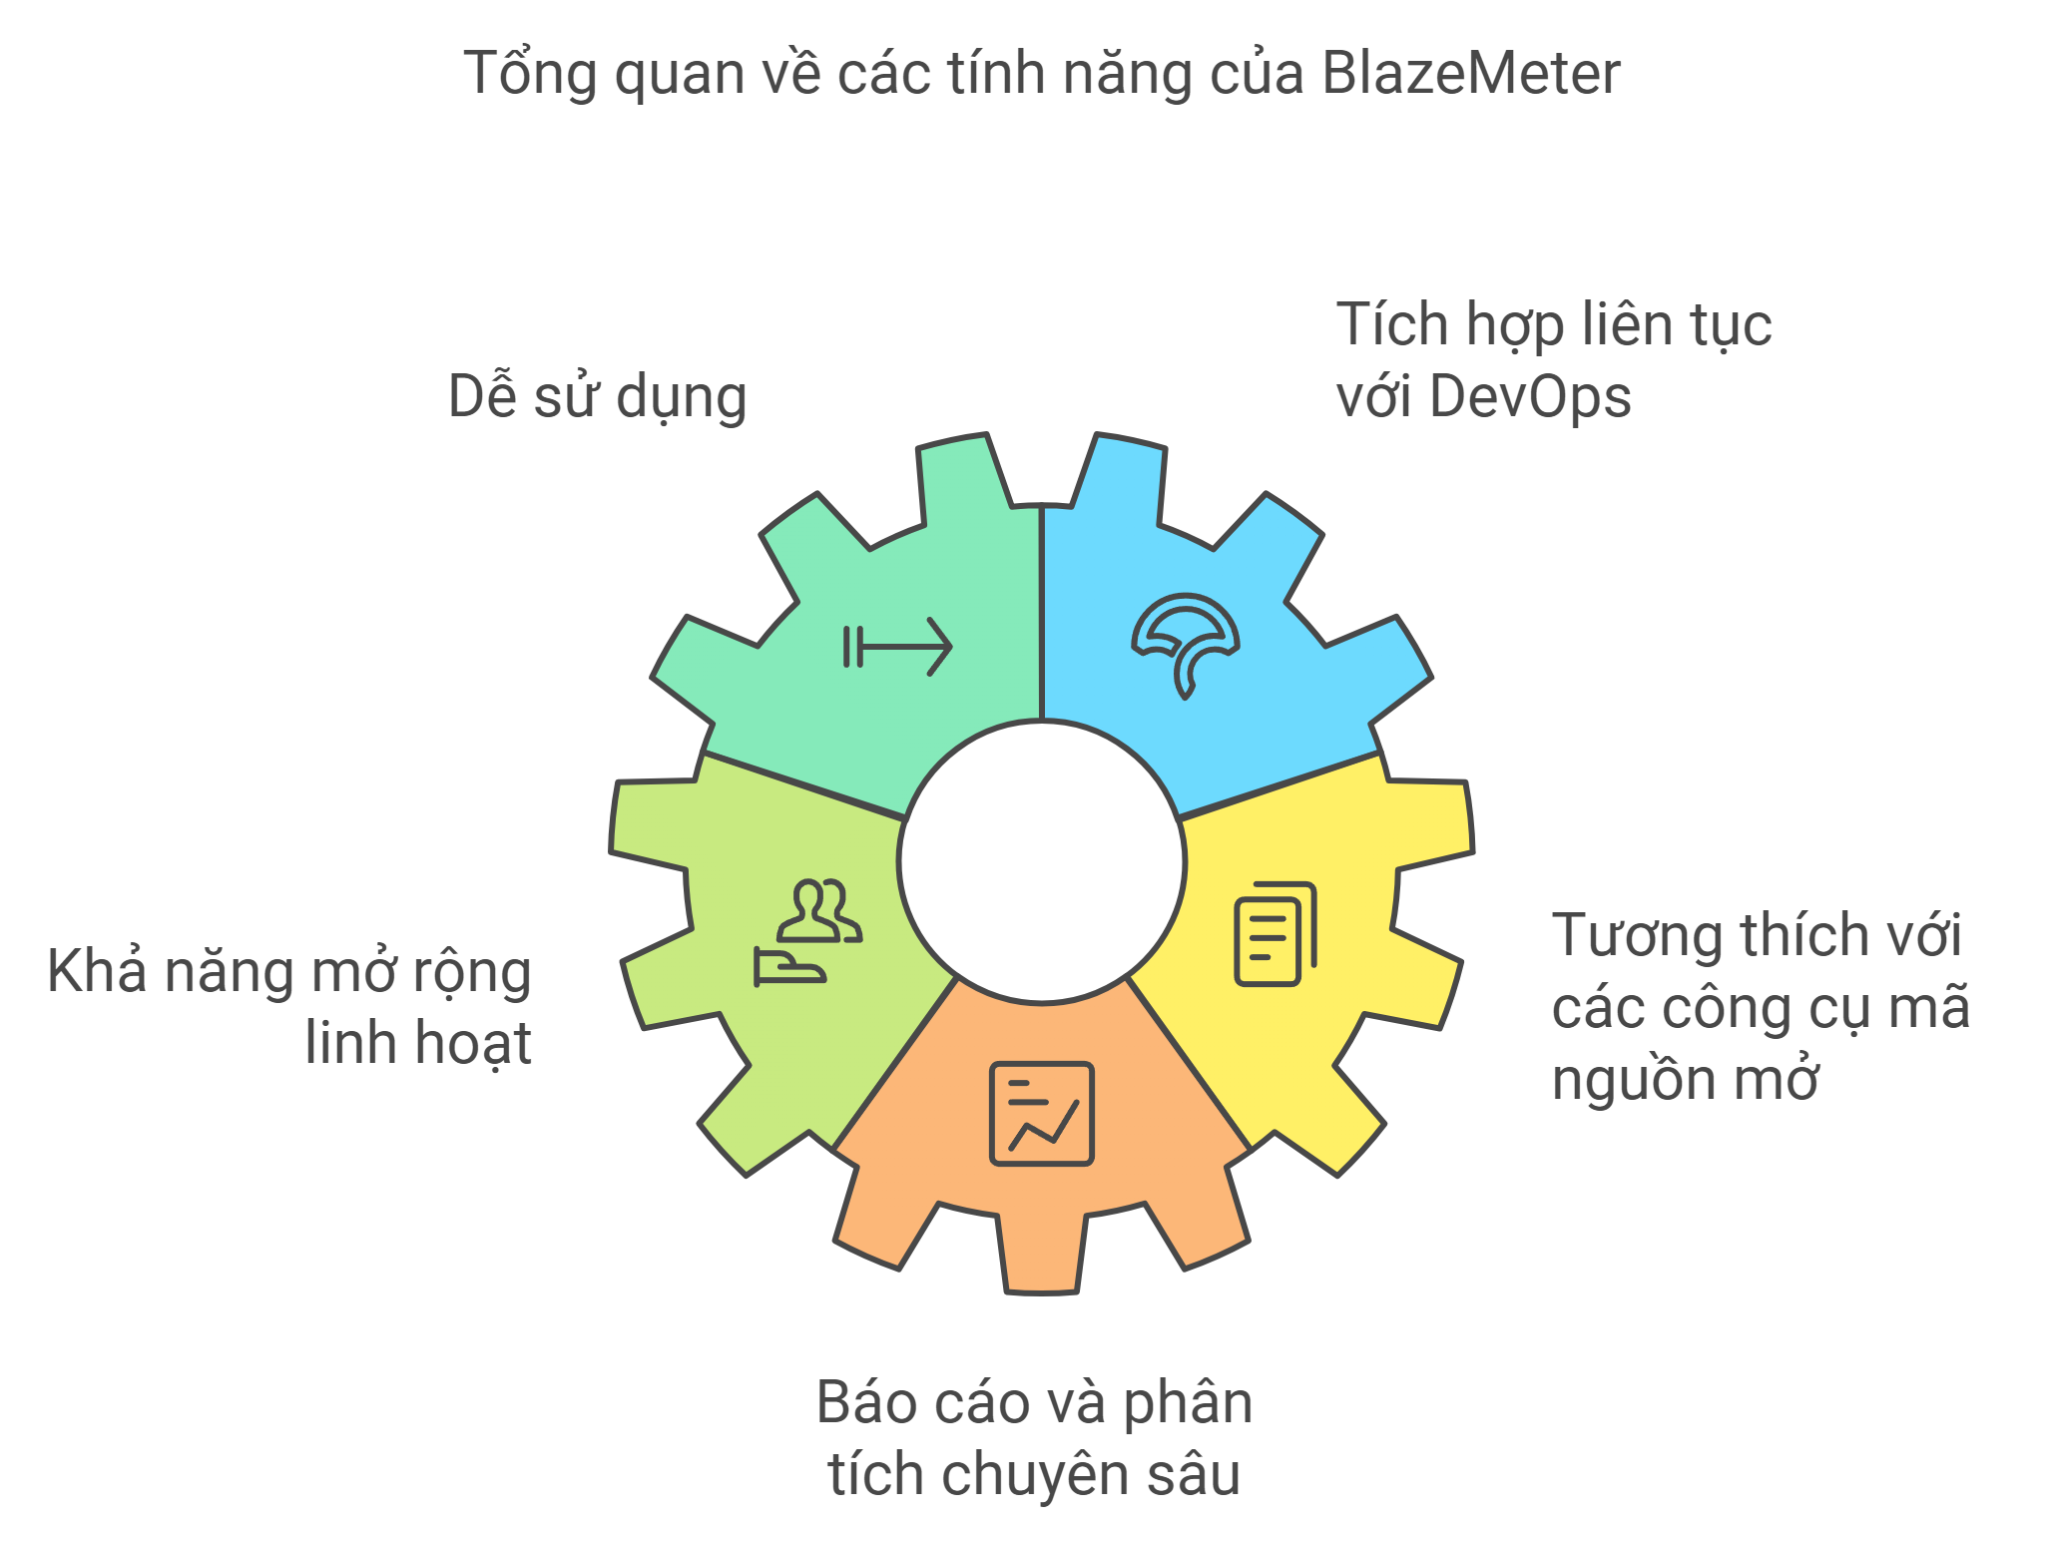 Tổng quan về các tính năng của BlazeMeter
Dễ sử dụng
Tích hợp liên tục
với DevOps
Khả năng mở rộng
linh hoạt
Tương thích với
các công cụ mã
nguồn mở
Báo cáo và phân
tích chuyên sâu